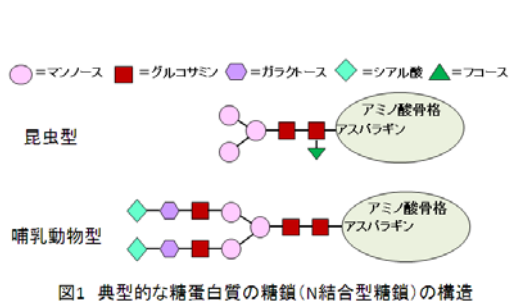 =マンノース =グルコサミン =ガラクトース =シアル酸 =フコース
昆虫型
アミノ酸骨格
アスパラギン
哺乳動物型
アミノ酸骨格
アスパラギン
図1 典型的な糖蛋白質の糖鎖(N結合型糖鎖)の構造